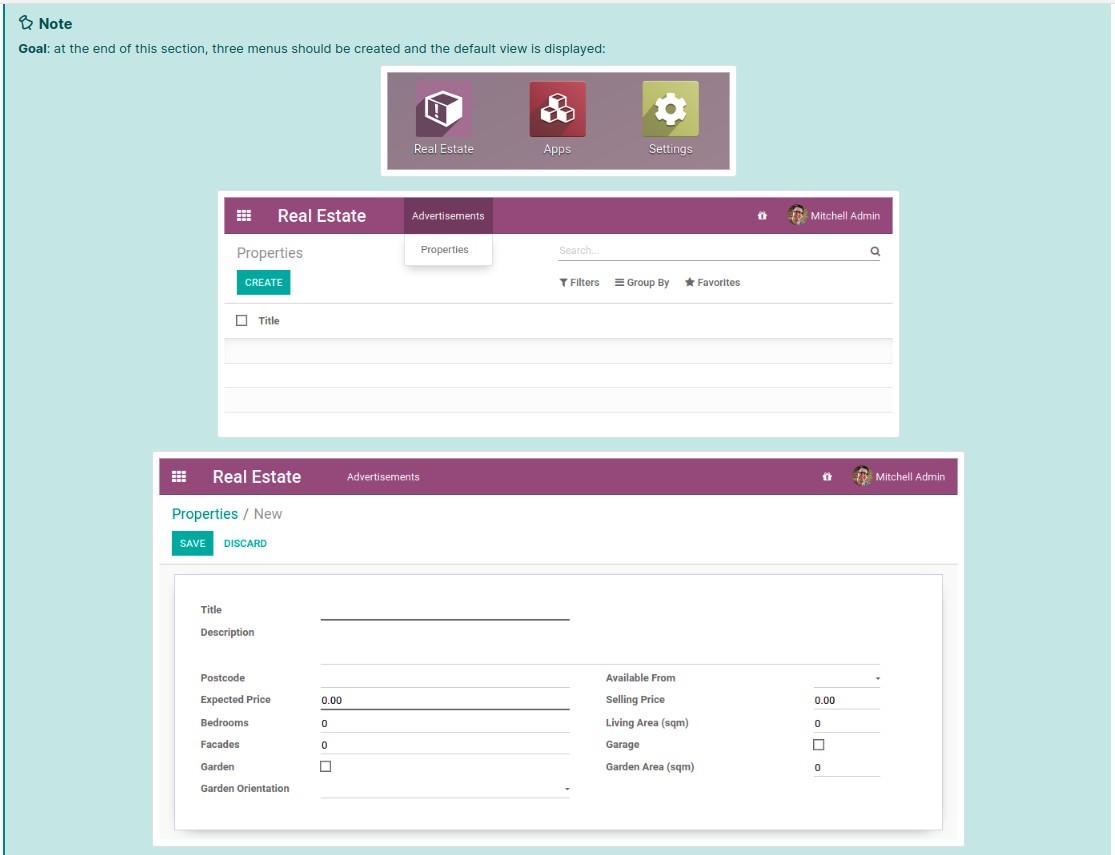 Note
Goal: at the end of this section, three menus should be created and the default view is displayed:
Real Estate Apps Settings
Real Estate Advertisements Mitchell Admin
Properties Properties Search...
CREATE Filters Group By Favorites
Title
Real Estate Advertisements Mitchell Admin
Properties / New
SAVE DISCARD
Title
Description
Postcode Available From
Expected Price 0.00 Selling Price 0.00
Bedrooms 0 Living Area (sqm) 0
Facades 0 Garage
Garden Garden Area (sqm) 0
Garden Orientation